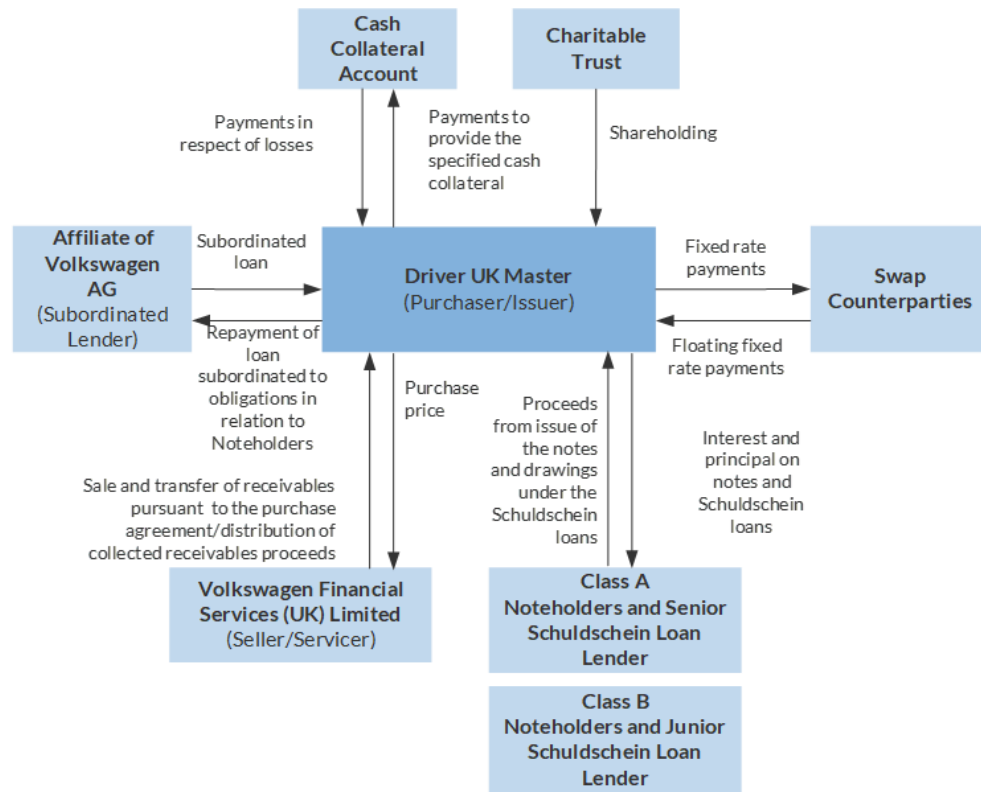 Cash
Collateral
Account
Charitable
Trust
Payments in
respect of losses
Payments to
provide the
specified cash
collateral
Shareholding
Affiliate of
Volkswagen
AG
(Subordinated
Lender)
Subordinated
loan
Driver UK Master
(Purchaser/Issuer)
Fixed rate
payments
Swap
Counterparties
Repayment of
loan
subordinated to
obligations in
relation to
Noteholders
Purchase
price
Floating fixed
rate payments
Proceeds
from issue of
the notes
and drawings
under the
Schuldschein
loans
Interest and
principal on
notes and
Schuldschein
loans
Sale and transfer of receivables
pursuant to the purchase
agreement/distribution of
collected receivables proceeds
Volkswagen Financial
Services (UK) Limited
(Seller/Servicer)
Class A
Noteholders and Senior
Schuldschein Loan
Lender
Class B
Noteholders and Junior
Schuldschein Loan
Lender